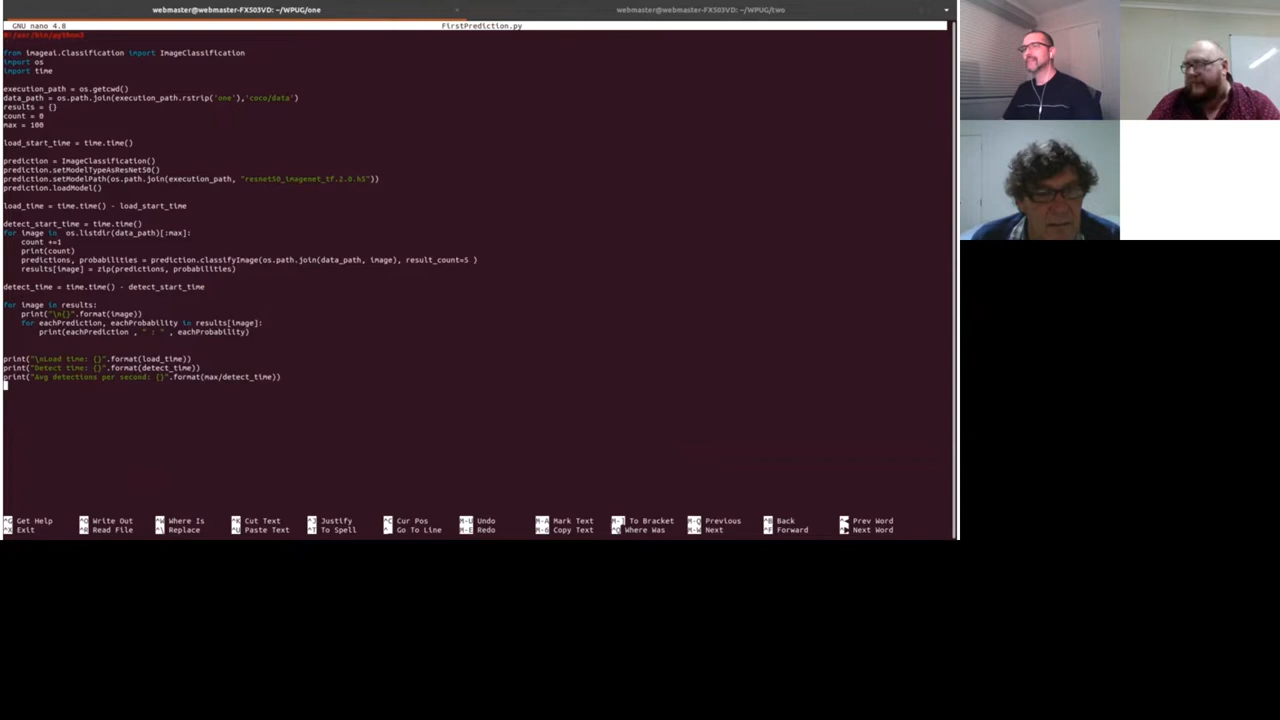 webmaster@webmaster-FX503VD: ~/WPUG/one
webmaster@webmaster-FX503VD: ~/WPUG/two
GNU nano 4.8 FirstPrediction.py
#!/usr/bin/python3
from imageai.Classification import ImageClassification
import os
import time
execution_path = os.getcwd()
data_path = os.path.join(execution_path.rstrip('one'),'coco/data')
results = {}
count = 0
max = 100
load_start_time = time.time()
prediction = ImageClassification()
prediction.setModelTypeAsResNet50()
prediction.setModelPath(os.path.join(execution_path, "resnet50_imagenet_tf.2.0.h5"))
prediction.loadModel()
load_time = time.time() - load_start_time
detect_start_time = time.time()
for image in  os.listdir(data_path)[:max]:
    count +=1
    print(count)
    predictions, probabilities = prediction.classifyImage(os.path.join(data_path, image), result_count=5 )
    results[image] = zip(predictions, probabilities)
detect_time = time.time() - detect_start_time
for image in results:
    print("\n{}".format(image))
    for eachPrediction, eachProbability in results[image]:
        print(eachPrediction , " : " , eachProbability)
print("\nLoad time: {}".format(load_time))
print("Detect time: {}".format(detect_time))
print("Avg detections per second: {}".format(max/detect_time))
^G Get Help ^O Write Out ^W Where Is ^K Cut Text ^J Justify ^C Cur Pos M-U Undo M-A Mark Text M-] To Bracket M-Q Previous ^B Back Prev Word
^X Exit ^R Read File ^\ Replace ^U Paste Text ^T To Spell ^_ Go To Line M-E Redo M-6 Copy Text ^Q Where Was M-W Next ^F Forward Next Word